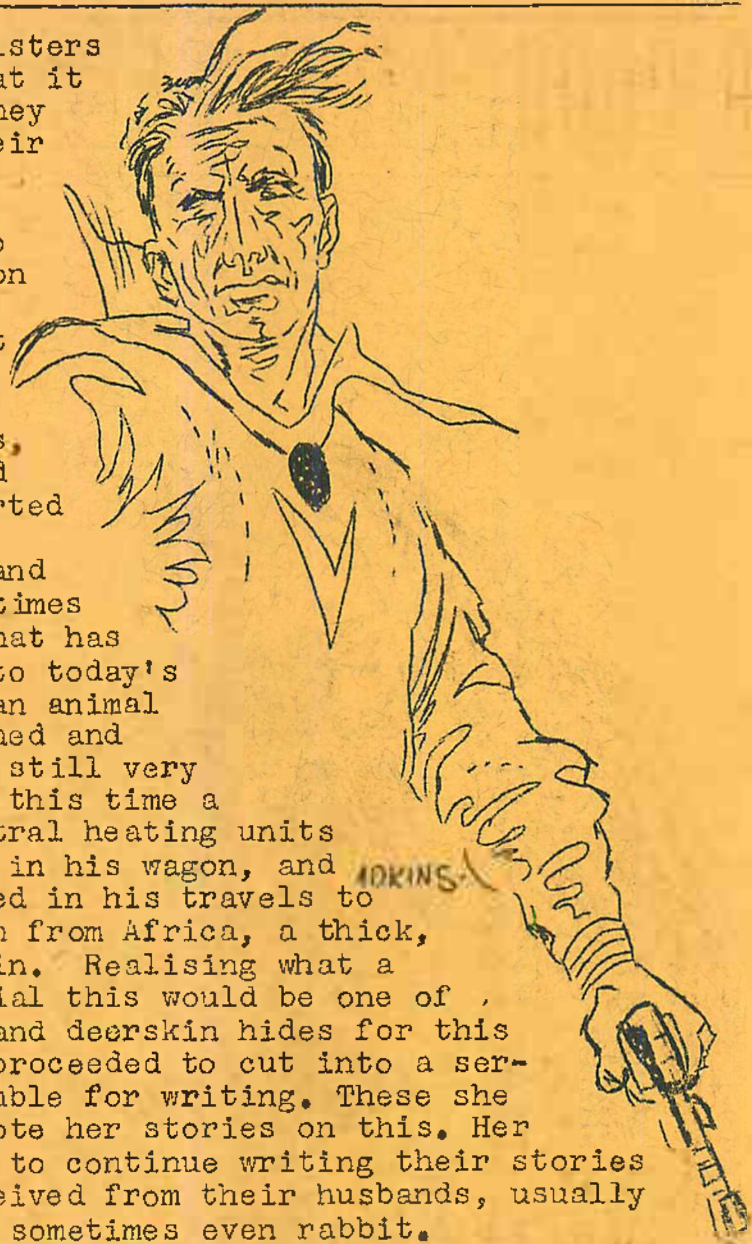 isters
at it
hey
eir
o
on
t
s,
d
rted
and
times
hat has
to today's
an animal
ned and
still very
this time a
tral heating units
in his wagon, and
ADKINS
ed in his travels to
n from Africa, a thick,
in. Realising what a
ial this would be one of
and deerskin hides for this
proceeded to cut into a ser-
able for writing. These she
ote her stories on this. Her
to continue writing their stories
eived from their husbands, usually
sometimes even rabbit.